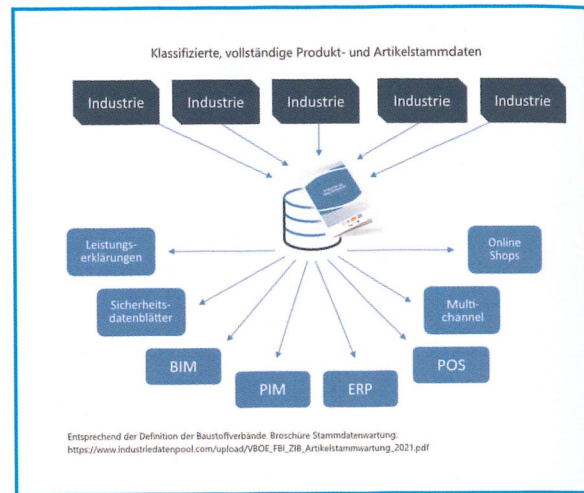 Klassifizierte, vollständige Produkt- und Artikelstammdaten
Industrie
Industrie
Industrie
Industrie
Industrie
Leistungs-
erklärungen
Sicherheits-
datenblätter
BIM
PIM
ERP
POS
Multi-
channel
Online
Shops
Entsprechend der Definition der Baustoffverbände. Broschüre Stammdatenwartung:
https://www.industriedatenpool.com/upload/VBOE_FBI_ZIB_Artikelstammwartung_2021.pdf